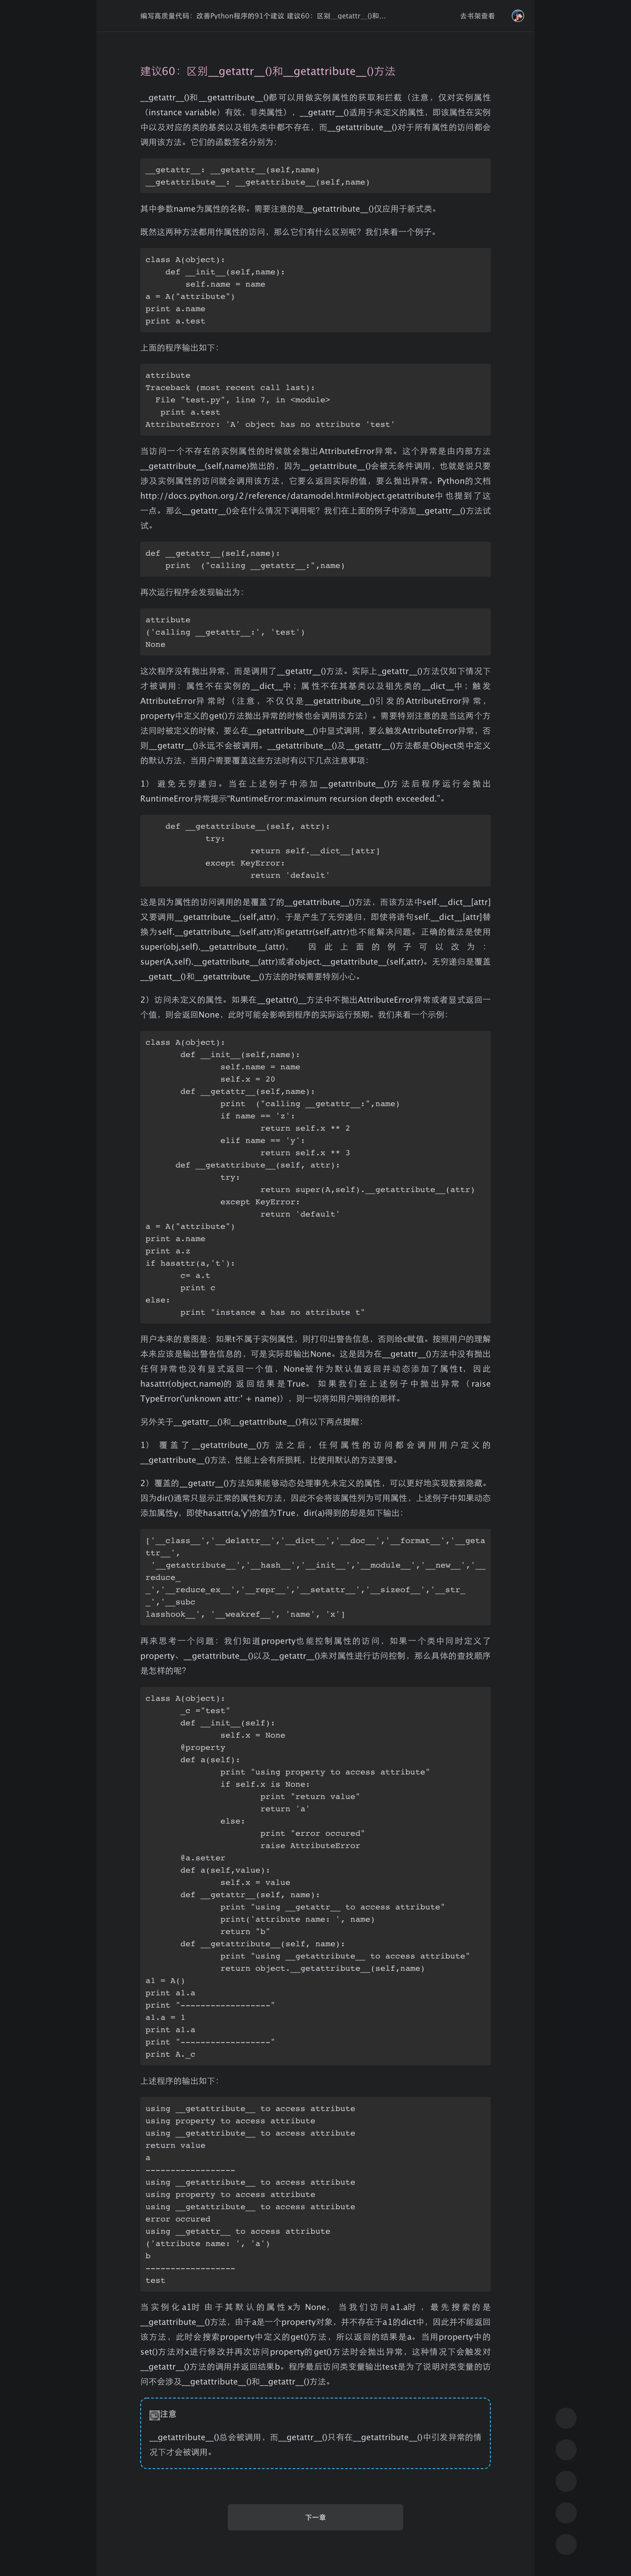 编写高质量代码：改善Python程序的91个建议 建议60：区别__getattr__()和...
去书架查看
建议60：区别__getattr__()和__getattribute__()方法
__getattr__()和__getattribute__()都可以用做实例属性的获取和拦截（注意，仅对实例属性
（instance variable）有效，非类属性），__getattr__()适用于未定义的属性，即该属性在实例
中以及对应的类的基类以及祖先类中都不存在，而__getattribute__()对于所有属性的访问都会
调用该方法。它们的函数签名分别为：
__getattr__: __getattr__(self,name)
__getattribute__: __getattribute__(self,name)
其中参数name为属性的名称。需要注意的是__getattribute__()仅应用于新式类。
既然这两种方法都用作属性的访问，那么它们有什么区别呢？我们来看一个例子。
class A(object):
    def __init__(self,name):
        self.name = name
a = A("attribute")
print a.name
print a.test
上面的程序输出如下：
attribute
Traceback (most recent call last):
  File "test.py", line 7, in <module>
   print a.test
AttributeError: 'A' object has no attribute 'test'
当访问一个不存在的实例属性的时候就会抛出AttributeError异常。这个异常是由内部方法
__getattribute__(self,name)抛出的，因为__getattribute__()会被无条件调用，也就是说只要
涉及实例属性的访问就会调用该方法，它要么返回实际的值，要么抛出异常。Python的文档
http://docs.python.org/2/reference/datamodel.html#object.getattribute中也提到了这
一点。那么__getattr__()会在什么情况下调用呢？我们在上面的例子中添加__getattr__()方法试
试。
def __getattr__(self,name):
    print  ("calling __getattr__:",name)
再次运行程序会发现输出为：
attribute
('calling __getattr__:', 'test')
None
这次程序没有抛出异常，而是调用了__getattr__()方法。实际上_getattr__()方法仅如下情况下
才被调用：属性不在实例的__dict__中；属性不在其基类以及祖先类的__dict__中；触发
AttributeError异常时（注意，不仅仅是__getattribute__()引发的AttributeError异常，
property中定义的get()方法抛出异常的时候也会调用该方法）。需要特别注意的是当这两个方
法同时被定义的时候，要么在__getattribute__()中显式调用，要么触发AttributeError异常，否
则__getattr__()永远不会被调用。__getattribute__()及__getattr__()方法都是Object类中定义
的默认方法，当用户需要覆盖这些方法时有以下几点注意事项：
1）避免无穷递归。当在上述例子中添加__getattribute__()方法后程序运行会抛出
RuntimeError异常提示“RuntimeError:maximum recursion depth exceeded.”。
    def __getattribute__(self, attr):
            try:
                     return self.__dict__[attr]
            except KeyError:
                     return 'default'
这是因为属性的访问调用的是覆盖了的__getattribute__()方法，而该方法中self.__dict__[attr]
又要调用__getattribute__(self,attr)，于是产生了无穷递归，即使将语句self.__dict__[attr]替
换为self.__getattribute__(self,attr)和getattr(self,attr)也不能解决问题。正确的做法是使用
super(obj,self).__getattribute__(attr)，因此上面的例子可以改为：
super(A,self).__getattribute__(attr)或者object.__getattribute__(self,attr)。无穷递归是覆盖
__getatt__()和__getattribute__()方法的时候需要特别小心。
2）访问未定义的属性。如果在__getattr()__方法中不抛出AttributeError异常或者显式返回一
个值，则会返回None，此时可能会影响到程序的实际运行预期。我们来看一个示例：
class A(object):
       def __init__(self,name):
               self.name = name
               self.x = 20
       def __getattr__(self,name):
               print  ("calling __getattr__:",name)
               if name == 'z':
                       return self.x ** 2
               elif name == 'y':
                       return self.x ** 3
      def __getattribute__(self, attr):
               try:
                       return super(A,self).__getattribute__(attr)
               except KeyError:
                       return 'default'
a = A("attribute")
print a.name
print a.z
if hasattr(a,'t'):
       c= a.t
       print c
else:
       print "instance a has no attribute t"
用户本来的意图是：如果t不属于实例属性，则打印出警告信息，否则给c赋值。按照用户的理解
本来应该是输出警告信息的，可是实际却输出None。这是因为在__getattr__()方法中没有抛出
任何异常也没有显式返回一个值，None被作为默认值返回并动态添加了属性t，因此
hasattr(object,name)的返回结果是True。如果我们在上述例子中抛出异常（raise
TypeError('unknown attr:' + name)），则一切将如用户期待的那样。
另外关于__getattr__()和__getattribute__()有以下两点提醒：
1）覆盖了__getattribute__()方法之后，任何属性的访问都会调用用户定义的
__getattribute__()方法，性能上会有所损耗，比使用默认的方法要慢。
2）覆盖的__getattr__()方法如果能够动态处理事先未定义的属性，可以更好地实现数据隐藏。
因为dir()通常只显示正常的属性和方法，因此不会将该属性列为可用属性，上述例子中如果动态
添加属性y，即使hasattr(a,'y')的值为True，dir(a)得到的却是如下输出：
['__class__','__delattr__','__dict__','__doc__','__format__','__geta
ttr__',
 '__getattribute__','__hash__','__init__','__module__','__new__','__
reduce_
_','__reduce_ex__','__repr__','__setattr__','__sizeof__','__str_
_','__subc
lasshook__', '__weakref__', 'name', 'x']
再来思考一个问题：我们知道property也能控制属性的访问，如果一个类中同时定义了
property、__getattribute__()以及__getattr__()来对属性进行访问控制，那么具体的查找顺序
是怎样的呢？
class A(object):
       _c ="test"
       def __init__(self):
               self.x = None
       @property
       def a(self):
               print "using property to access attribute"
               if self.x is None:
                       print "return value"
                       return 'a'
               else:
                       print "error occured"
                       raise AttributeError
       @a.setter
       def a(self,value):
               self.x = value
       def __getattr__(self, name):
               print "using __getattr__ to access attribute"
               print('attribute name: ', name)
               return "b"
       def __getattribute__(self, name):
               print "using __getattribute__ to access attribute"
               return object.__getattribute__(self,name)
a1 = A()
print a1.a
print "------------------"
a1.a = 1
print a1.a
print "------------------"
print A._c
上述程序的输出如下：
using __getattribute__ to access attribute
using property to access attribute
using __getattribute__ to access attribute
return value
a
------------------
using __getattribute__ to access attribute
using property to access attribute
using __getattribute__ to access attribute
error occured
using __getattr__ to access attribute
('attribute name: ', 'a')
b
------------------
test
当实例化a1时由于其默认的属性x为None，当我们访问a1.a时，最先搜索的是
__getattribute__()方法，由于a是一个property对象，并不存在于a1的dict中，因此并不能返回
该方法，此时会搜索property中定义的get()方法，所以返回的结果是a。当用property中的
set()方法对x进行修改并再次访问property的get()方法时会抛出异常，这种情况下会触发对
__getattr__()方法的调用并返回结果b。程序最后访问类变量输出test是为了说明对类变量的访
问不会涉及__getattribute__()和__getattr__()方法。
注意
__getattribute__()总会被调用，而__getattr__()只有在__getattribute__()中引发异常的情
况下才会被调用。
下一章